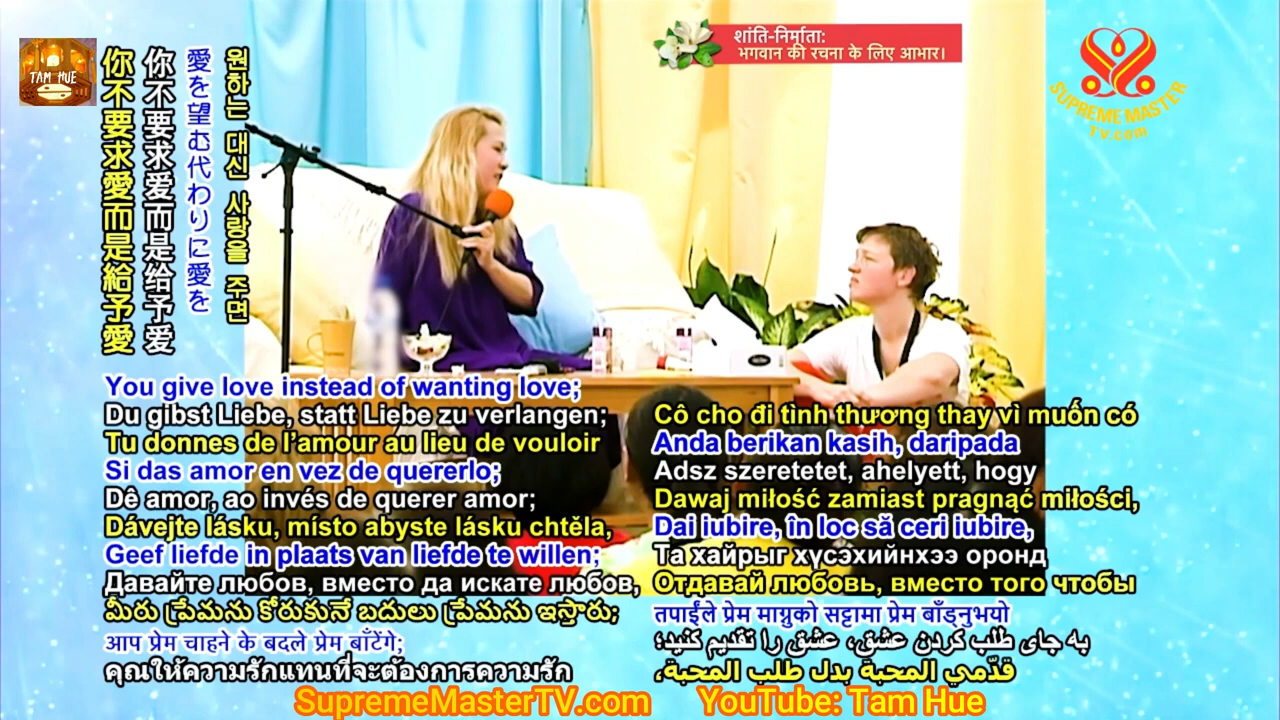 TAM HUE
शांति-निर्माता:
भगवान की रचना के लिए आभार।
SUPREME MASTER
TV.com
你不要求愛而是給予愛
你不要求爱而是给予爱
愛を望む代わりに愛を
원하는 대신 사랑을 주면
You give love instead of wanting love;
Du gibst Liebe, statt Liebe zu verlangen;
Tu donnes de l’amour au lieu de vouloir
Si das amor en vez de quererlo;
Dê amor, ao invés de querer amor;
Dávejte lásku, místo abyste lásku chtěla,
Geef liefde in plaats van liefde te willen;
Давайте любов, вместо да искате любов,
మీరు ప్రేమను కోరుకునే బదులు ప్రేమను ఇస్తారు;
आप प्रेम चाहने के बदले प्रेम बाँटेंगे;
คุณให้ความรักแทนที่จะต้องการความรัก
Cô cho đi tình thương thay vì muốn có
Anda berikan kasih, daripada
Adsz szeretetet, ahelyett, hogy
Dawaj miłość zamiast pragnąć miłości,
Dai iubire, în loc să ceri iubire,
Та хайрыг хүсэхийнхээ оронд
Отдавай любовь, вместо того чтобы
तपाईंले प्रेम माग्नुको सट्टामा प्रेम बाँड्नुभयो
به جای طلب کردن عشق، عشق را تقدیم کنید؛
قدّمي المحبة بدل طلب المحبة،
SupremeMasterTV.com YouTube: Tam Hue